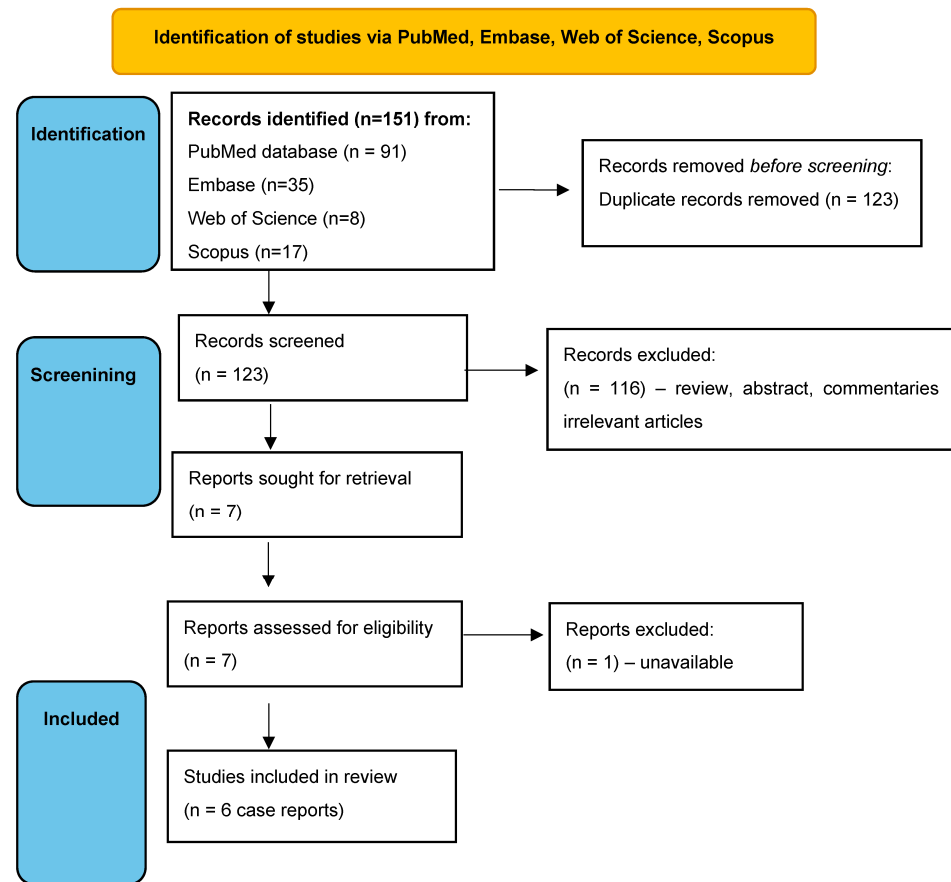 Identification of studies via PubMed, Embase, Web of Science, Scopus
Identification
Records identified (n=151) from:
PubMed database (n = 91)
Embase (n=35)
Web of Science (n=8)
Scopus (n=17)
Records removed before screening:
Duplicate records removed (n = 123)
Screenining
Records screened
(n = 123)
Records excluded:
(n = 116) – review, abstract, commentaries
irrelevant articles
Reports sought for retrieval
(n = 7)
Reports assessed for eligibility
(n = 7)
Reports excluded:
(n = 1) – unavailable
Included
Studies included in review
(n = 6 case reports)